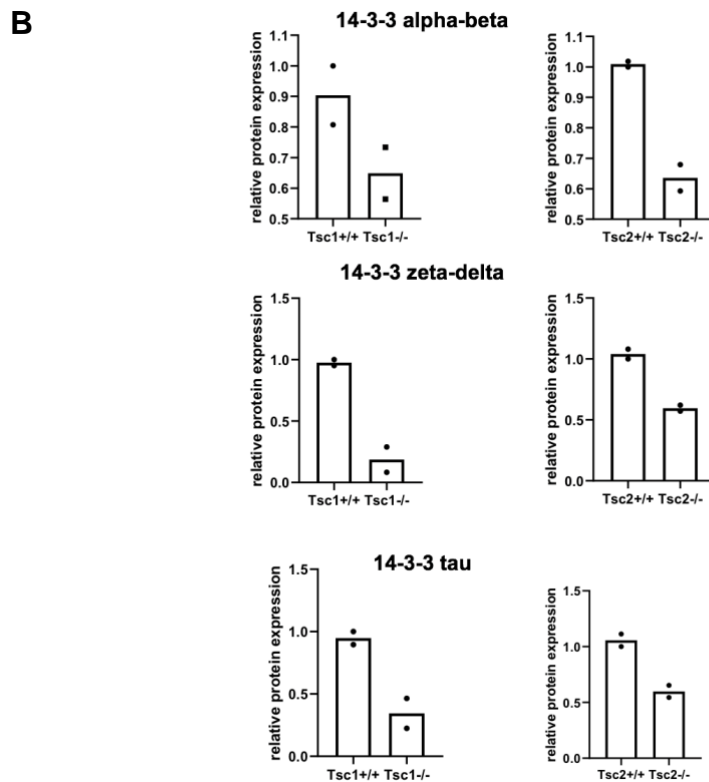 B
14-3-3 alpha-beta
relative protein expression
1.1
1.0
0.9
0.8
0.7
0.6
0.5
Tsc1+/+ Tsc1-/-
relative protein expression
1.1
1.0
0.9
0.8
0.7
0.6
0.5
Tsc2+/+ Tsc2-/-
14-3-3 zeta-delta
relative protein expression
1.5
1.0
0.5
0.0
Tsc1+/+ Tsc1-/-
relative protein expression
1.5
1.0
0.5
0.0
Tsc2+/+ Tsc2-/-
14-3-3 tau
relative protein expression
1.5
1.0
0.5
0.0
Tsc1+/+ Tsc1-/-
relative protein expression
1.5
1.0
0.5
0.0
Tsc2+/+ Tsc2-/-